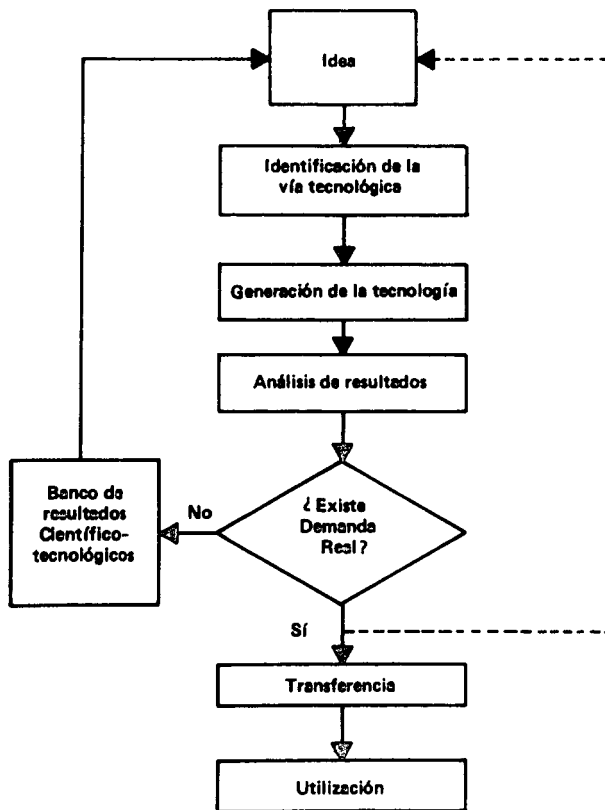 Idea
Identificación de la
vía tecnológica
Generación de la tecnología
Análisis de resultados
¿ Existe
Demanda
Real ?
No
Banco de
resultados
Científico-
tecnológicos
Sí
Transferencia
Utilización